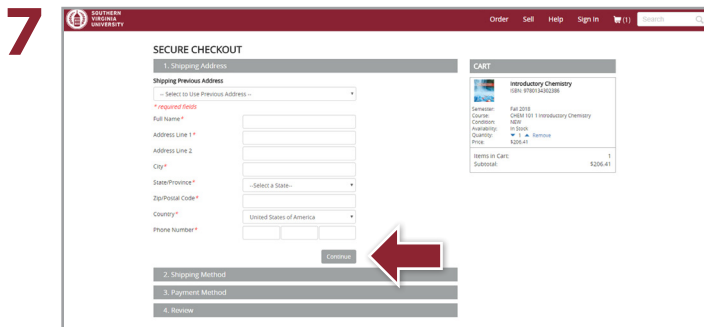 7
SOUTHERN
VIRGINIA
UNIVERSITY
Order Sell Help Sign In (1) Search
SECURE CHECKOUT
1. Shipping Address
Shipping Previous Address
-- Select to Use Previous Address --
* required fields
Full Name *
Address Line 1 *
Address Line 2
City *
State/Province *
--Select a State--
Zip/Postal Code *
Country *
United States of America
Phone Number *
Continue
2. Shipping Method
3. Payment Method
4. Review
CART
Introductory Chemistry
ISBN: 9780134302386
Semester: Fall 2018
Course: CHEM 101 1 Introductory Chemistry
Condition: NEW
Availability: In Stock
Quantity: 1 Remove
Price: $206.41
Items in Cart: 1
Subtotal: $206.41